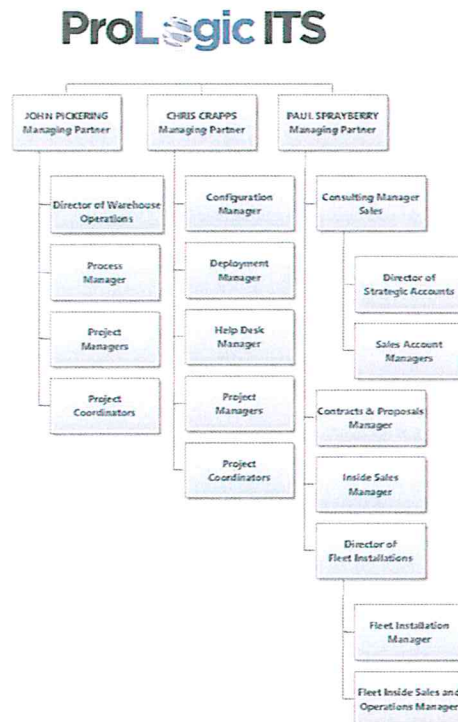 ProLogic ITS
JOHN PICKERING
Managing Partner
CHRIS CRAPPS
Managing Partner
PAUL SPRAYBERRY
Managing Partner
Director of Warehouse
Operations
Process
Manager
Project
Managers
Project
Coordinators
Configuration
Manager
Deployment
Manager
Help Desk
Manager
Project
Managers
Project
Coordinators
Consulting Manager
Sales
Director of
Strategic Accounts
Sales Account
Managers
Contracts & Proposals
Manager
Inside Sales
Manager
Director of
Fleet Installations
Fleet Installation
Manager
Fleet Inside Sales and
Operations Manager